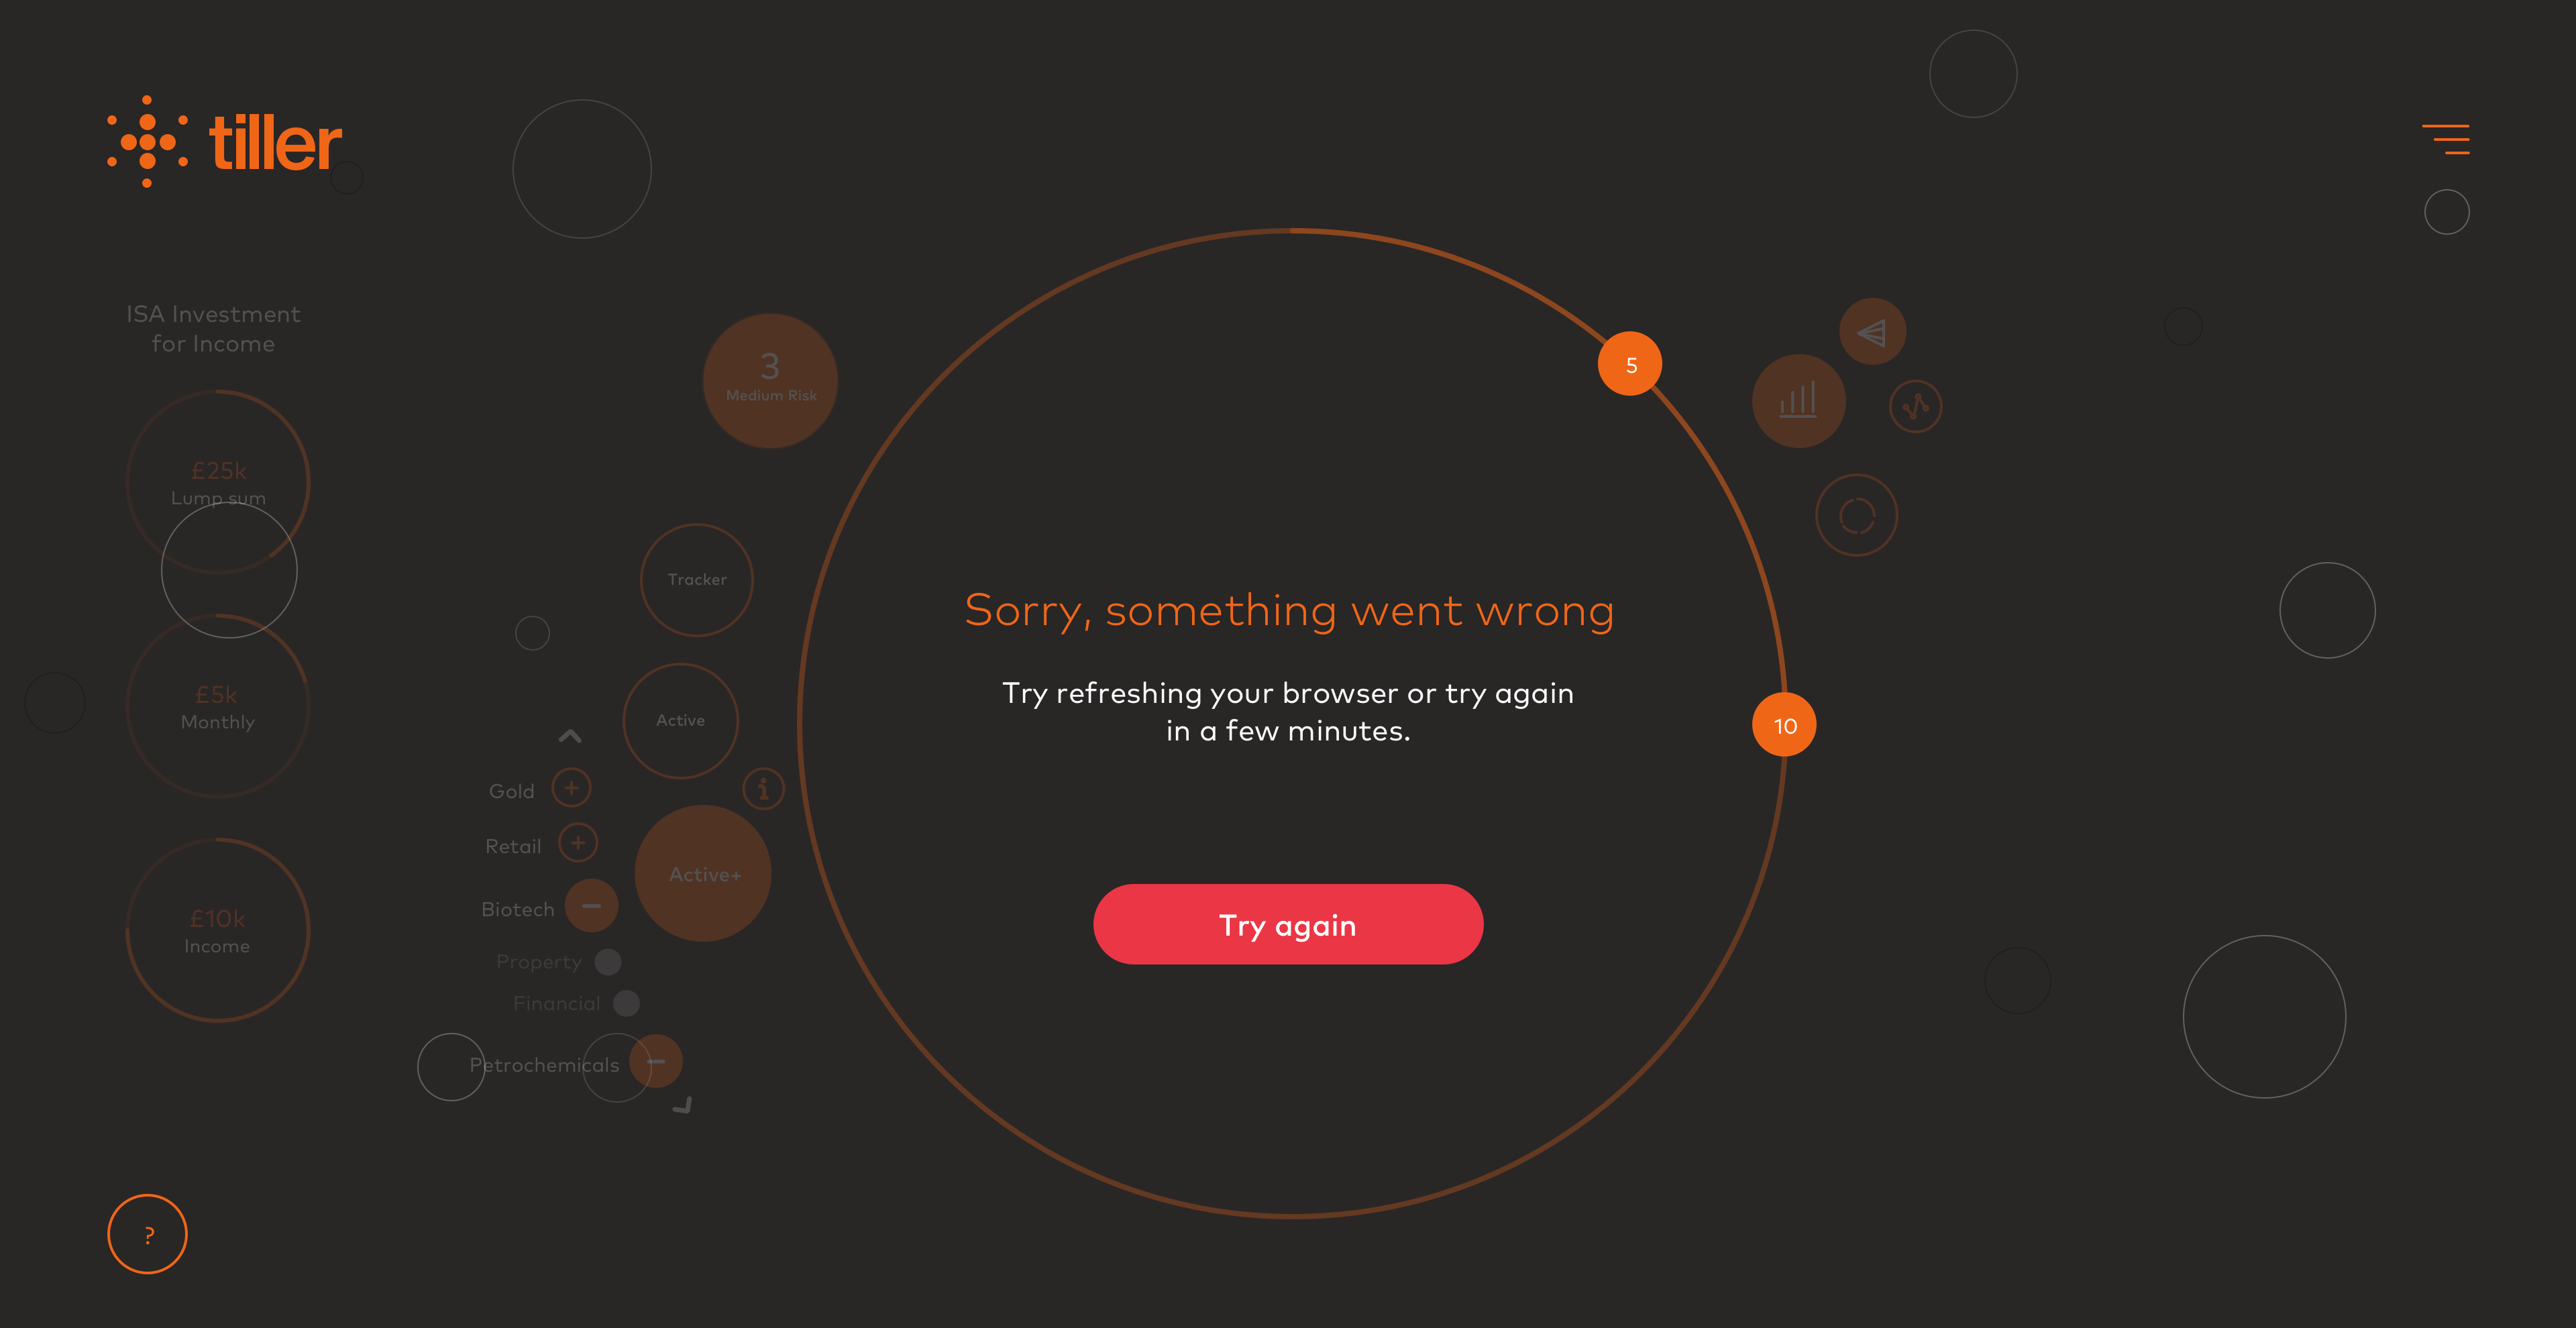 tiller
ISA Investment
for Income
£25k
Lump sum
£5k
Monthly
£10k
Income
3
Medium Risk
Tracker
Active
Active+
Gold
Retail
Biotech
Property
Financial
Petrochemicals
5
10
Sorry, something went wrong
Try refreshing your browser or try again
in a few minutes.
Try again
?